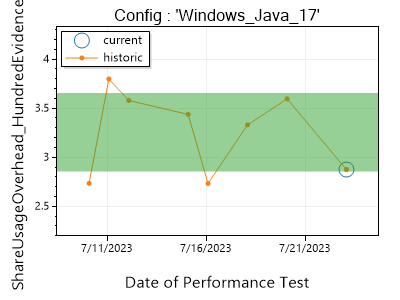 Config : 'Windows_Java_17'
ShareUsageOverhead_HundredEvidence
current
historic
4
3.5
3
2.5
7/11/2023
7/16/2023
7/21/2023
Date of Performance Test